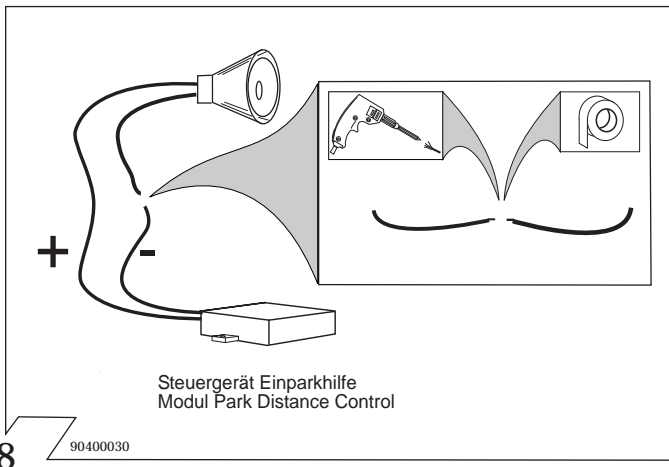 +
-
Steuergerät Einparkhilfe
Modul Park Distance Control
8
90400030